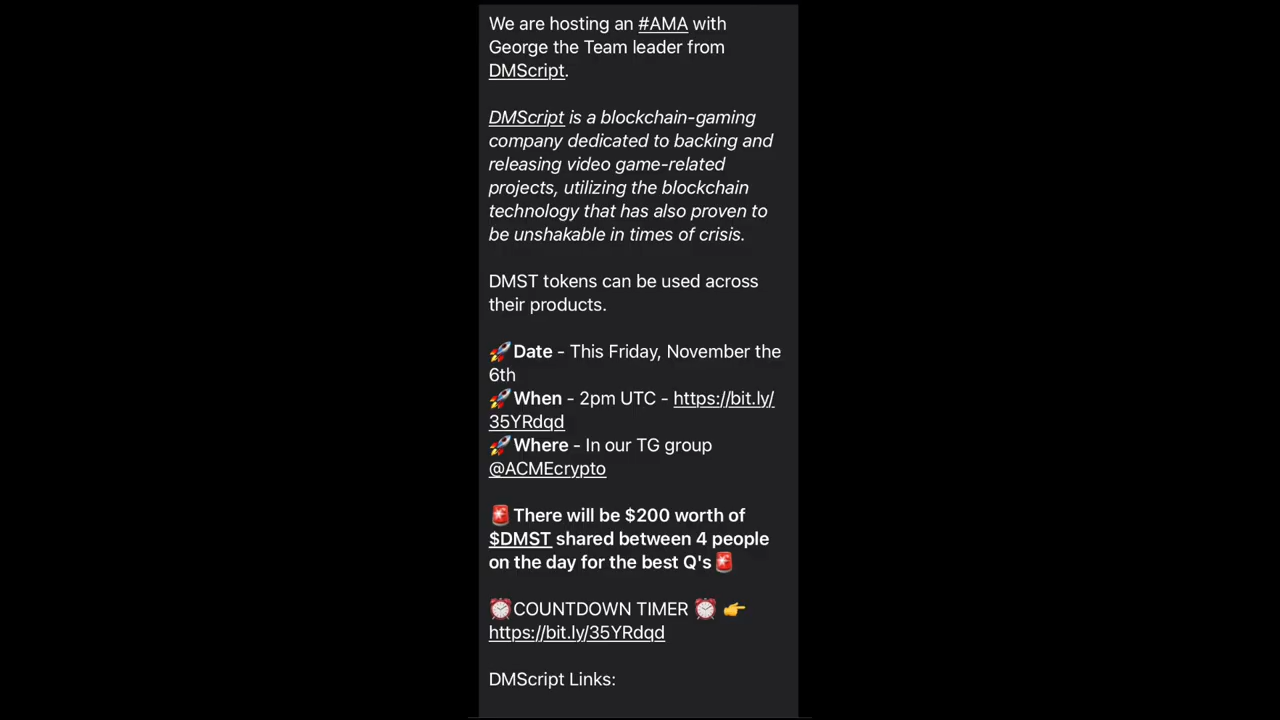 We are hosting an #AMA with
George the Team leader from
DMScript.
DMScript is a blockchain-gaming
company dedicated to backing and
releasing video game-related
projects, utilizing the blockchain
technology that has also proven to
be unshakable in times of crisis.
DMST tokens can be used across
their products.
🚀Date - This Friday, November the
6th
🚀When - 2pm UTC - https://bit.ly/
35YRdqd
🚀Where - In our TG group
@ACMEcrypto
🚨There will be $200 worth of
$DMST shared between 4 people
on the day for the best Q's🚨
⏰COUNTDOWN TIMER ⏰ 👉
https://bit.ly/35YRdqd
DMScript Links: